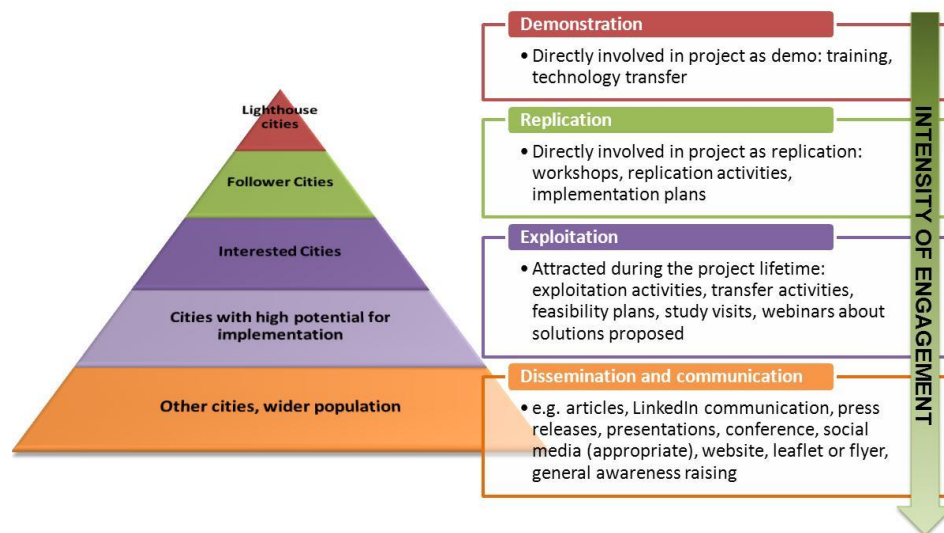 Lighthouse
cities
Follower Cities
Interested Cities
Cities with high potential for
implementation
Other cities, wider population
Demonstration
• Directly involved in project as demo: training,
technology transfer
Replication
• Directly involved in project as replication:
workshops, replication activities,
implementation plans
Exploitation
• Attracted during the project lifetime:
exploitation activities, transfer activities,
feasibility plans, study visits, webinars about
solutions proposed
Dissemination and communication
• e.g. articles, LinkedIn communication, press
releases, presentations, conference, social
media (appropriate), website, leaflet or flyer,
general awareness raising
INTENSITY OF ENGAGEMENT